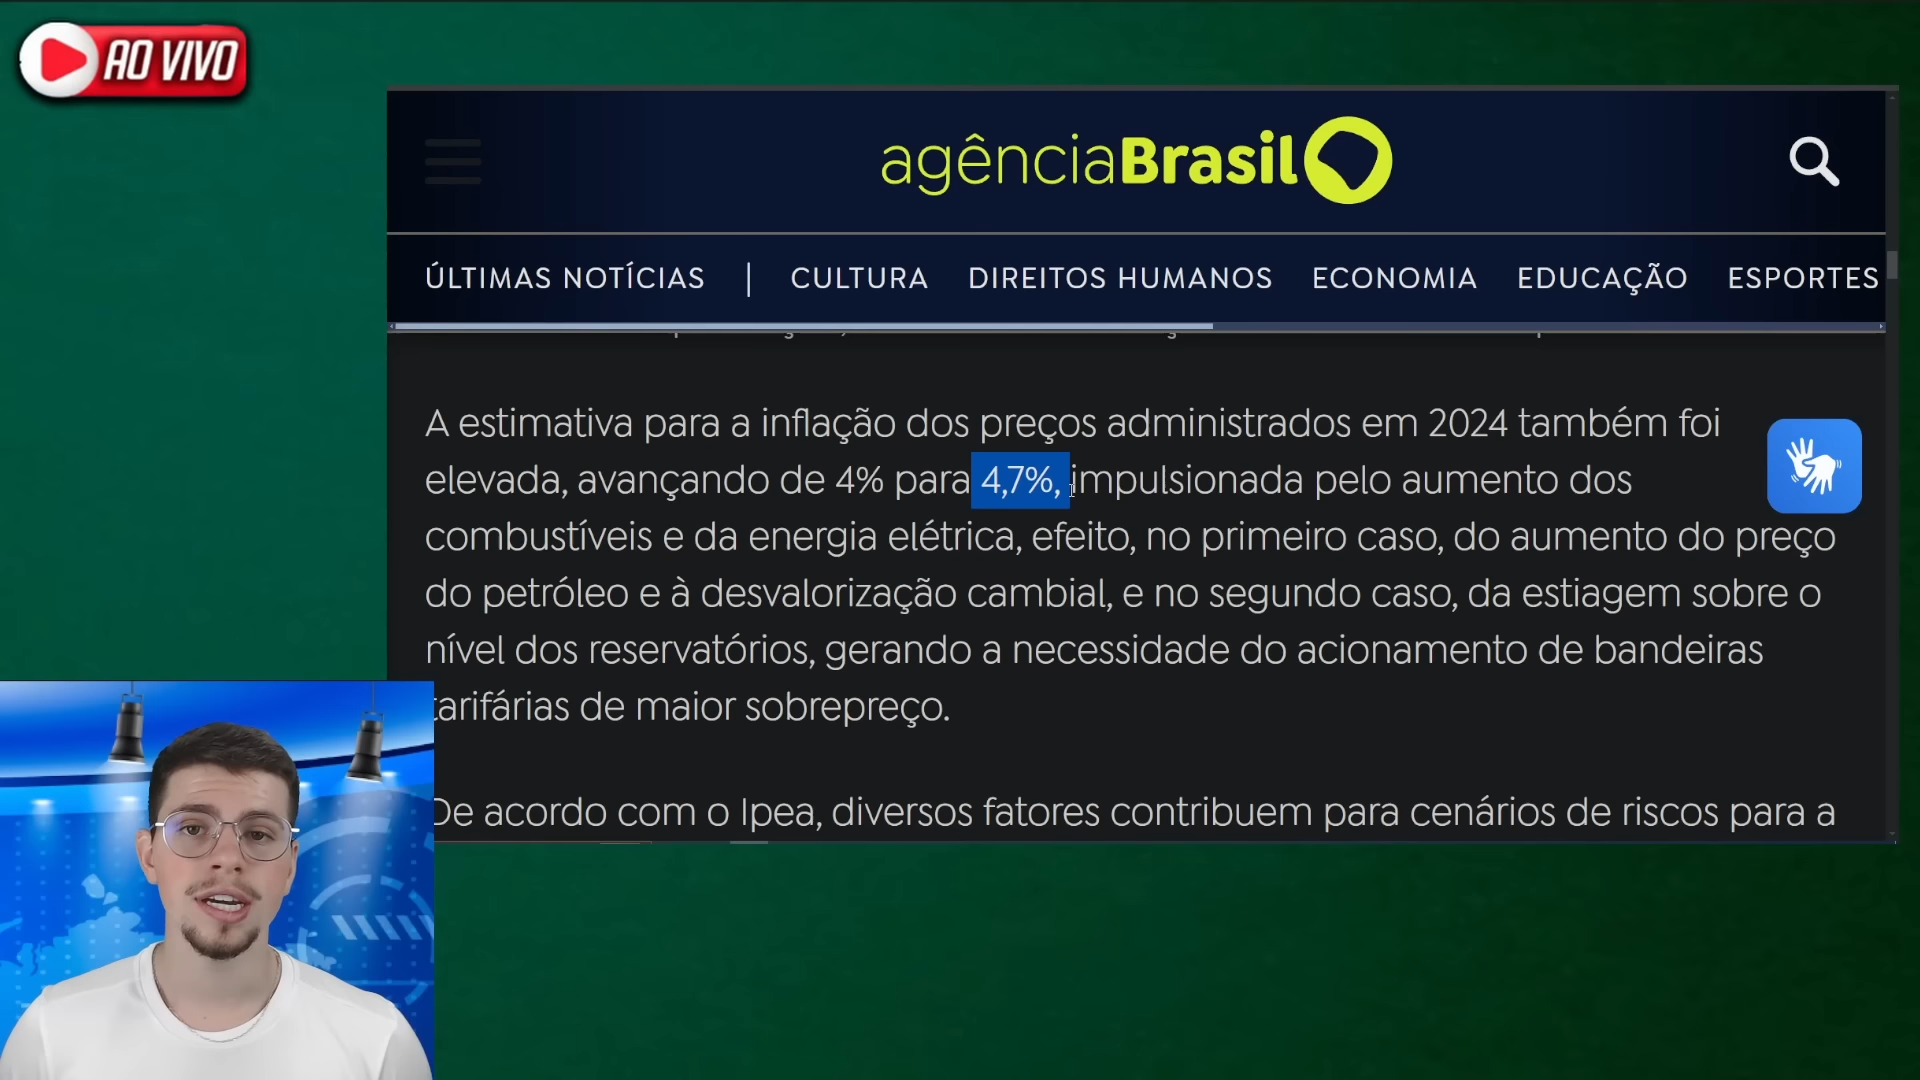 AO VIVO
agênciaBrasil
ÚLTIMAS NOTÍCIAS | CULTURA DIREITOS HUMANOS ECONOMIA EDUCAÇÃO ESPORTES
A estimativa para a inflação dos preços administrados em 2024 também foi
elevada, avançando de 4% para 4,7%, impulsionada pelo aumento dos
combustíveis e da energia elétrica, efeito, no primeiro caso, do aumento do preço
do petróleo e à desvalorização cambial, e no segundo caso, da estiagem sobre o
nível dos reservatórios, gerando a necessidade do acionamento de bandeiras
tarifárias de maior sobrepreço.
De acordo com o Ipea, diversos fatores contribuem para cenários de riscos para a